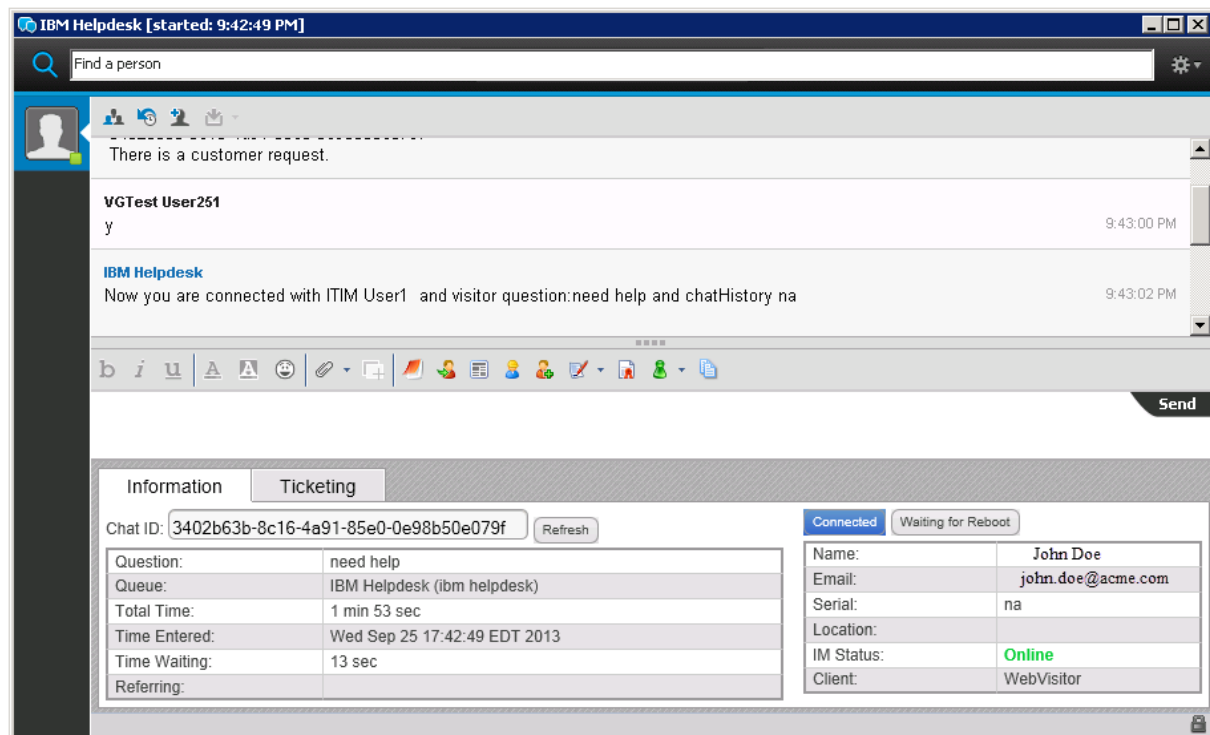 IBM Helpdesk [started: 9:42:49 PM]
Find a person
There is a customer request.
VGTest User251
y
9:43:00 PM
IBM Helpdesk
Now you are connected with ITIM User1 and visitor question:need help and chatHistory na
9:43:02 PM
b i u A A
Send
Information Ticketing
Chat ID: 3402b63b-8c16-4a91-85e0-0e98b50e079f Refresh
Question: need help
Queue: IBM Helpdesk (ibm helpdesk)
Total Time: 1 min 53 sec
Time Entered: Wed Sep 25 17:42:49 EDT 2013
Time Waiting: 13 sec
Referring:
Connected Waiting for Reboot
Name: John Doe
Email: john.doe@acme.com
Serial: na
Location:
IM Status: Online
Client: WebVisitor